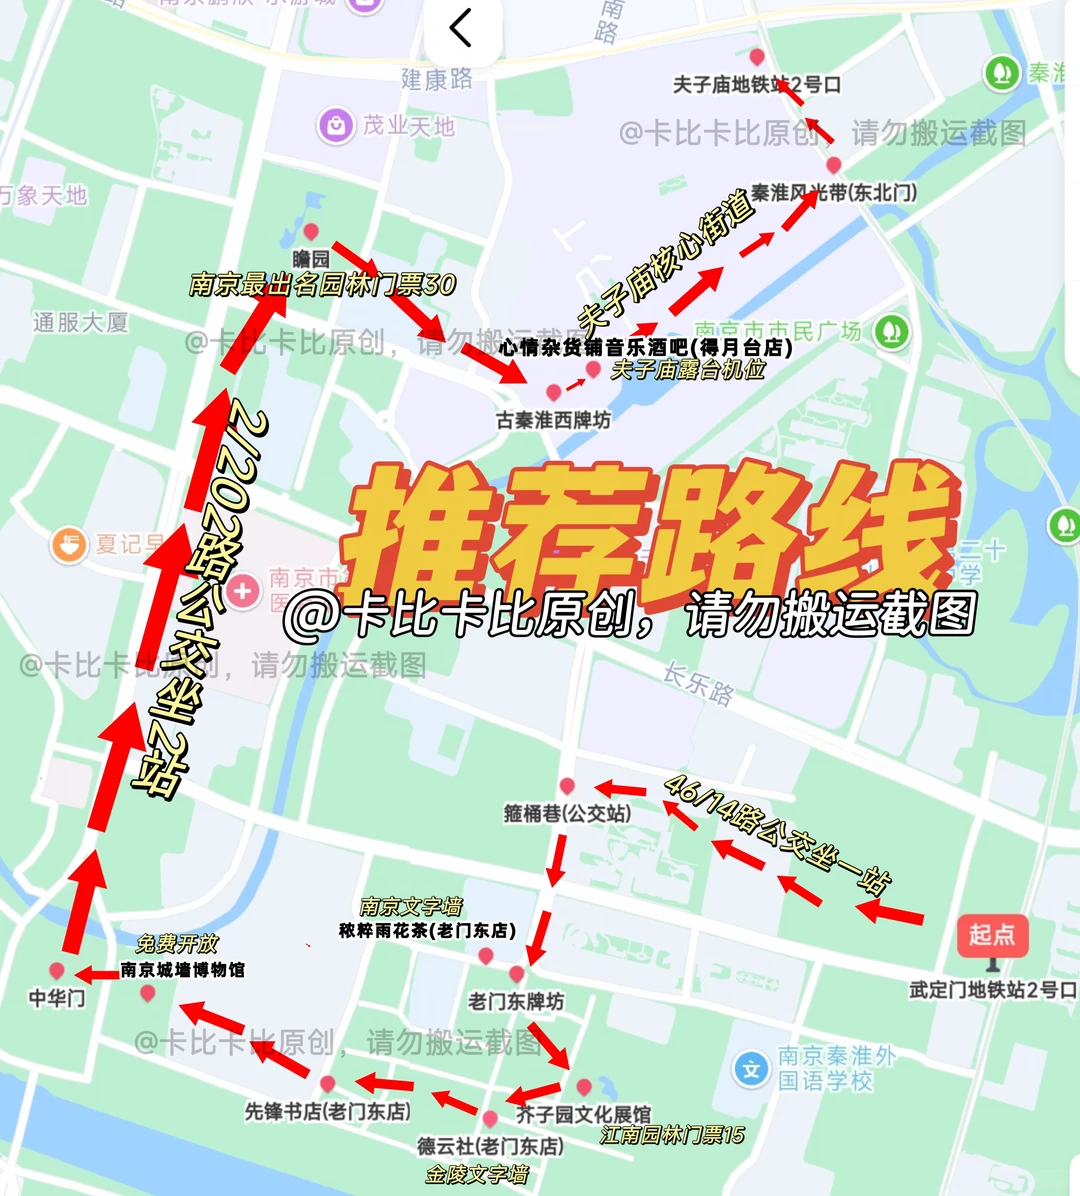 南路
建康路
夫子庙地铁站2号口
茂业天地
@卡比卡比原创，请勿搬运截图
万象天地
秦淮风光带(东北门)
瞻园
南京最出名园林门票30
夫子庙核心街道
通服大厦
@卡比卡比原创，请勿搬运截图
南京市市民广场
心情杂货铺音乐酒吧(得月台店)
夫子庙露台机位
古秦淮西牌坊
2/202路公交坐2站
推荐路线
夏记早
南京市
医
二十
学
@卡比卡比原创，请勿搬运截图
@卡比卡比原创，请勿搬运截图
长乐路
46/14路公交坐一站
箍桶巷(公交站)
南京文字墙
秾粹雨花茶(老门东店)
起点
免费开放
南京城墙博物馆
中华门
老门东牌坊
武定门地铁站2号口
@卡比卡比原创，请勿搬运截图
南京秦淮外
国语学校
文
先锋书店(老门东店)
芥子园文化展馆
江南园林门票15
德云社(老门东店)
金陵文字墙